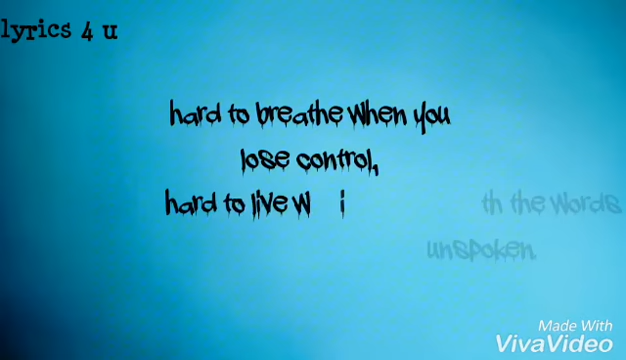 lyrics 4 u
hard to breathe when you
lose control,
hard to live w i th the words
unspoken.
Made With
VivaVideo